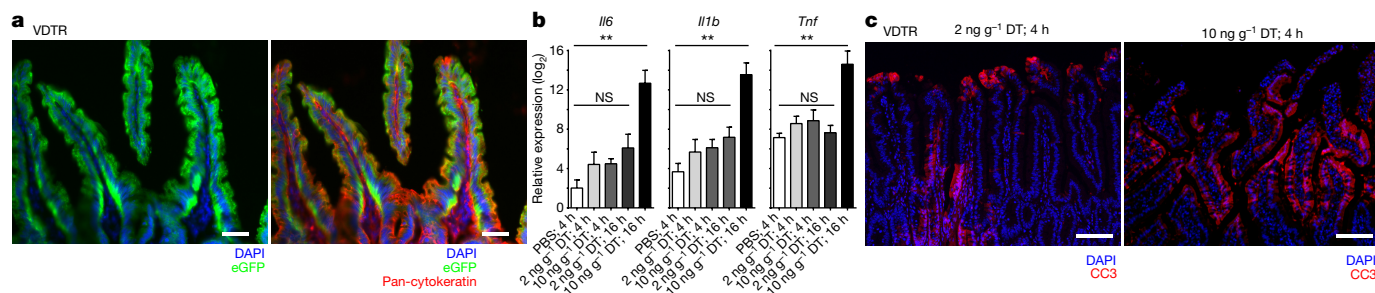 a
VDTR
DAPI
eGFP
DAPI
eGFP
Pan-cytokeratin
b
Relative expression (log2)
16
12
8
4
0
Il6
**
NS
PBS; 4 h
2 ng g–1 DT; 4 h
10 ng g–1 DT; 4 h
2 ng g–1 DT; 16 h
10 ng g–1 DT; 16 h
Il1b
**
NS
PBS; 4 h
2 ng g–1 DT; 4 h
10 ng g–1 DT; 4 h
2 ng g–1 DT; 16 h
10 ng g–1 DT; 16 h
Tnf
**
NS
PBS; 4 h
2 ng g–1 DT; 4 h
10 ng g–1 DT; 4 h
2 ng g–1 DT; 16 h
10 ng g–1 DT; 16 h
c
VDTR
2 ng g–1 DT; 4 h
10 ng g–1 DT; 4 h
DAPI
CC3
DAPI
CC3